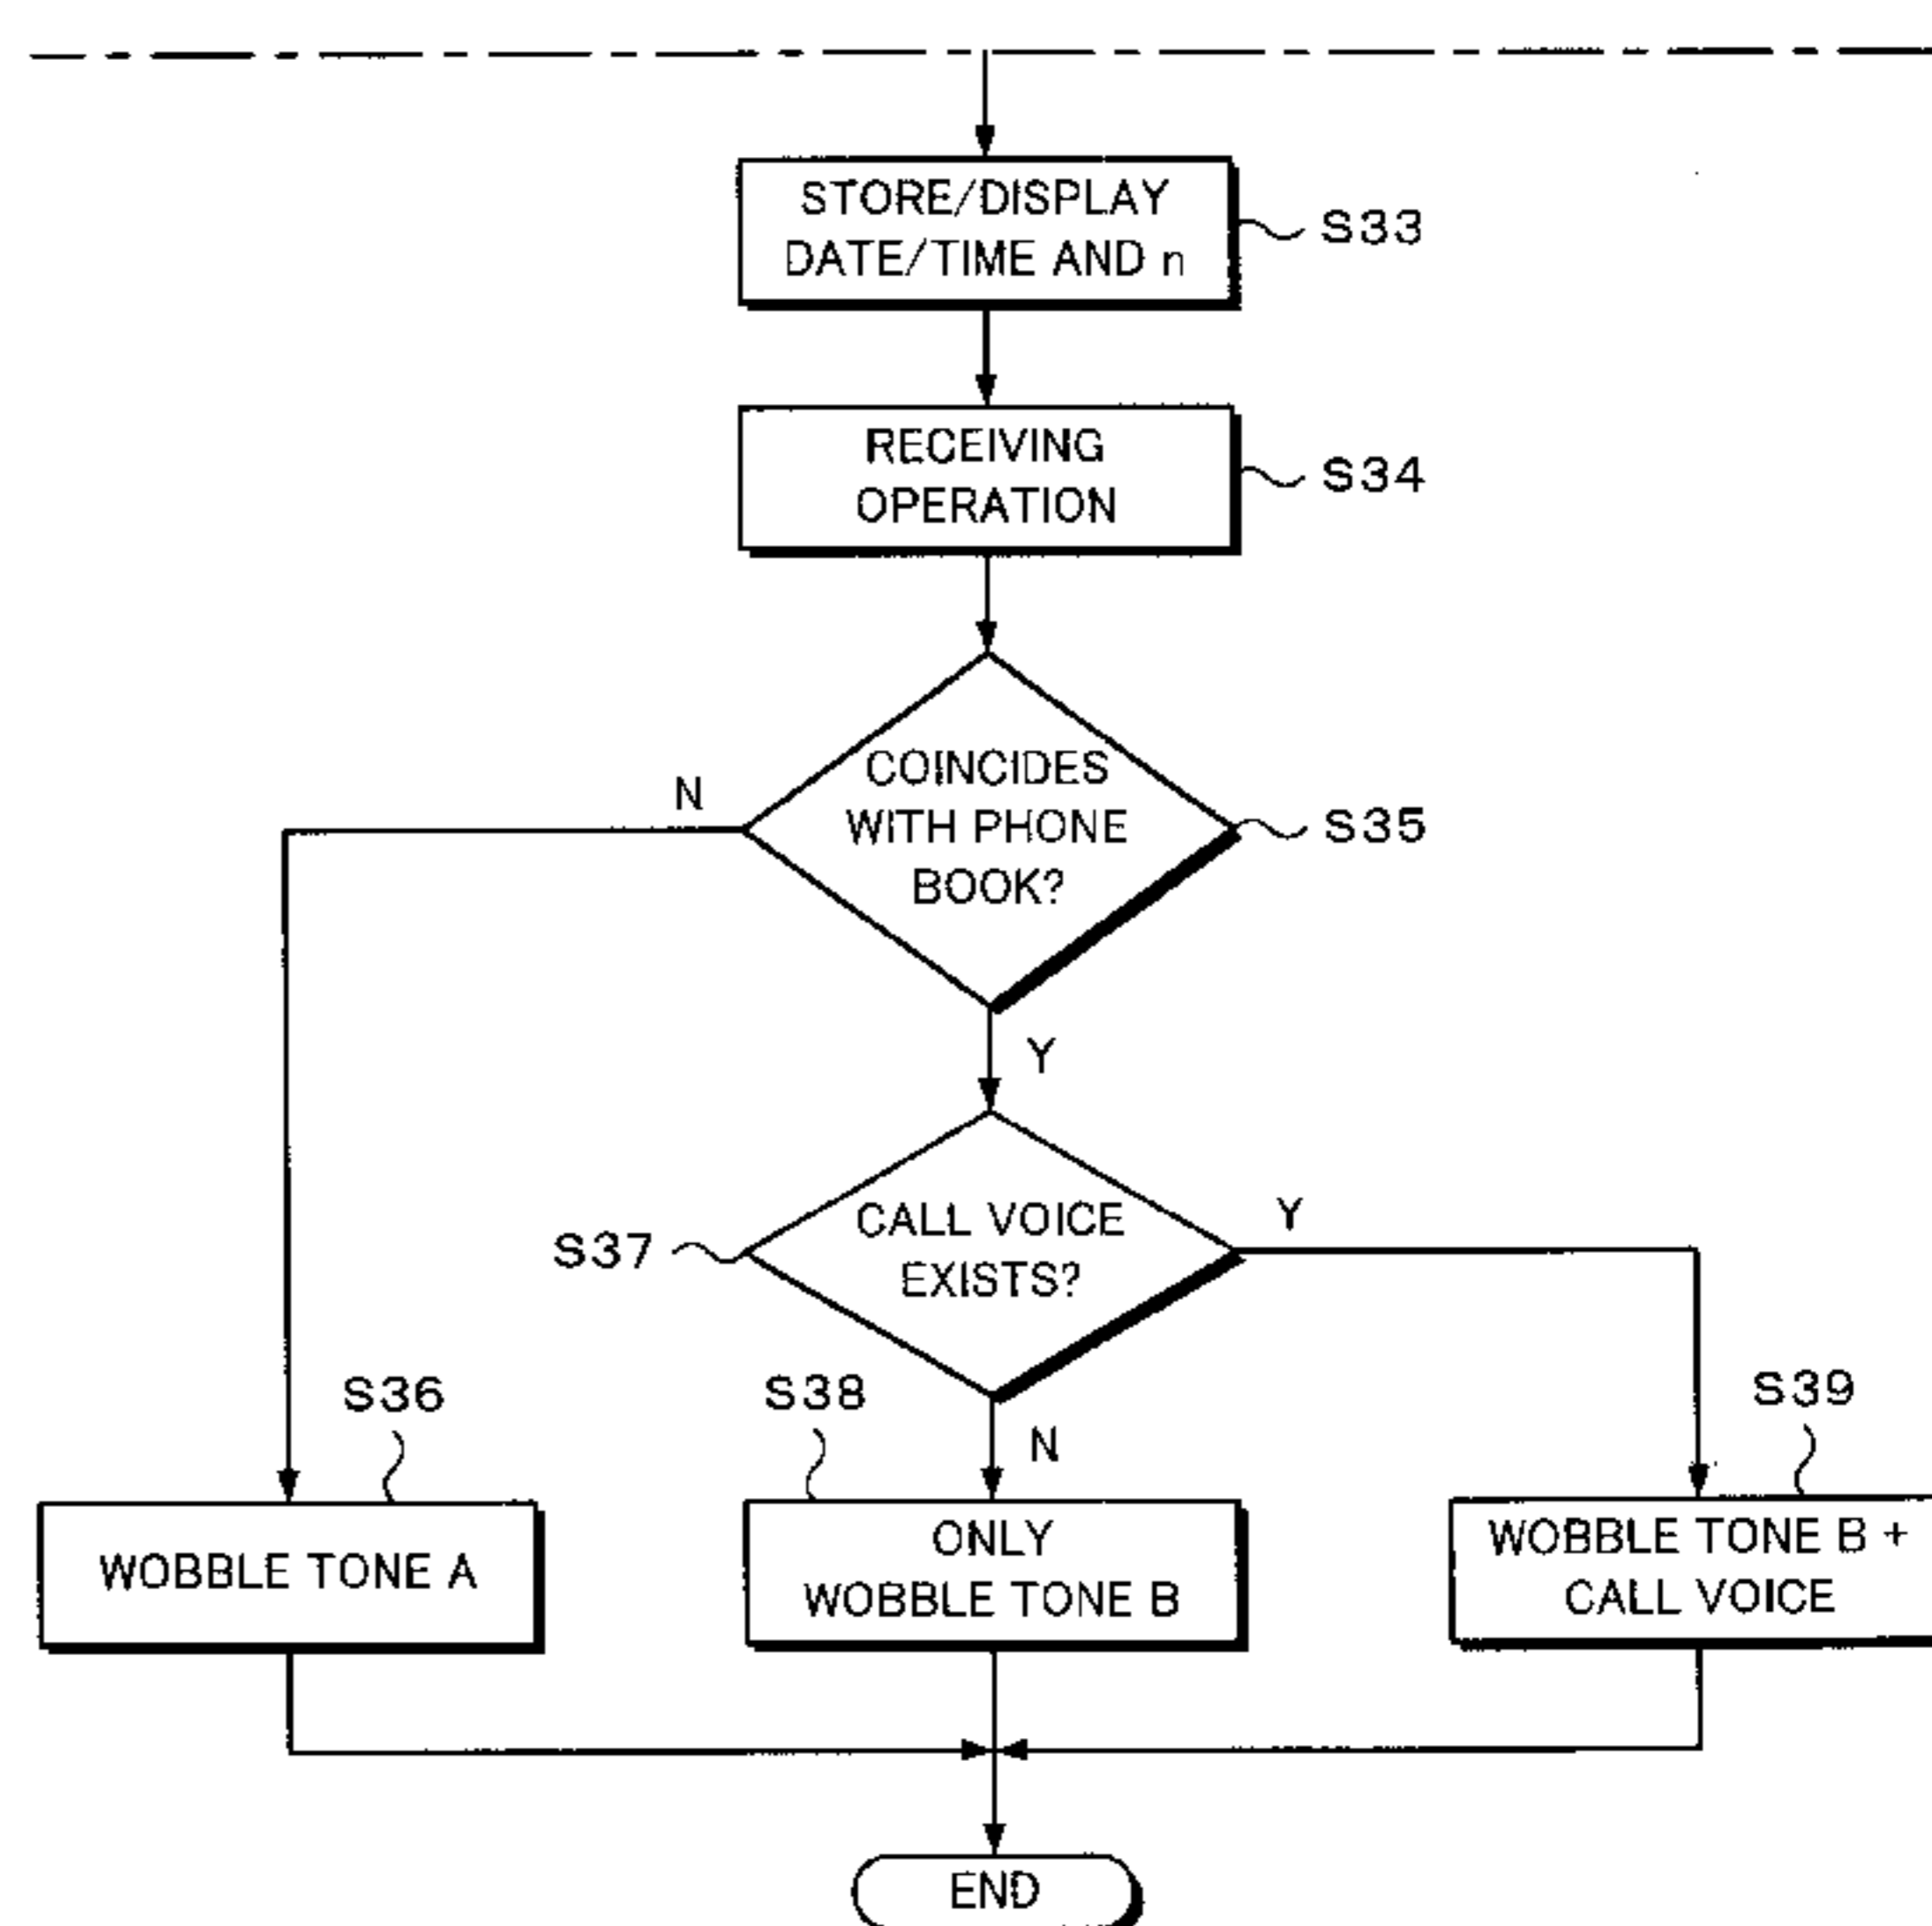 STORE/DISPLAY
DATE/TIME AND n
S33
RECEIVING
OPERATION
S34
COINCIDES
WITH PHONE
BOOK?
N
S35
Y
CALL VOICE
EXISTS?
S37
Y
N
S36
S38
S39
WOBBLE TONE A
ONLY
WOBBLE TONE B
WOBBLE TONE B +
CALL VOICE
END